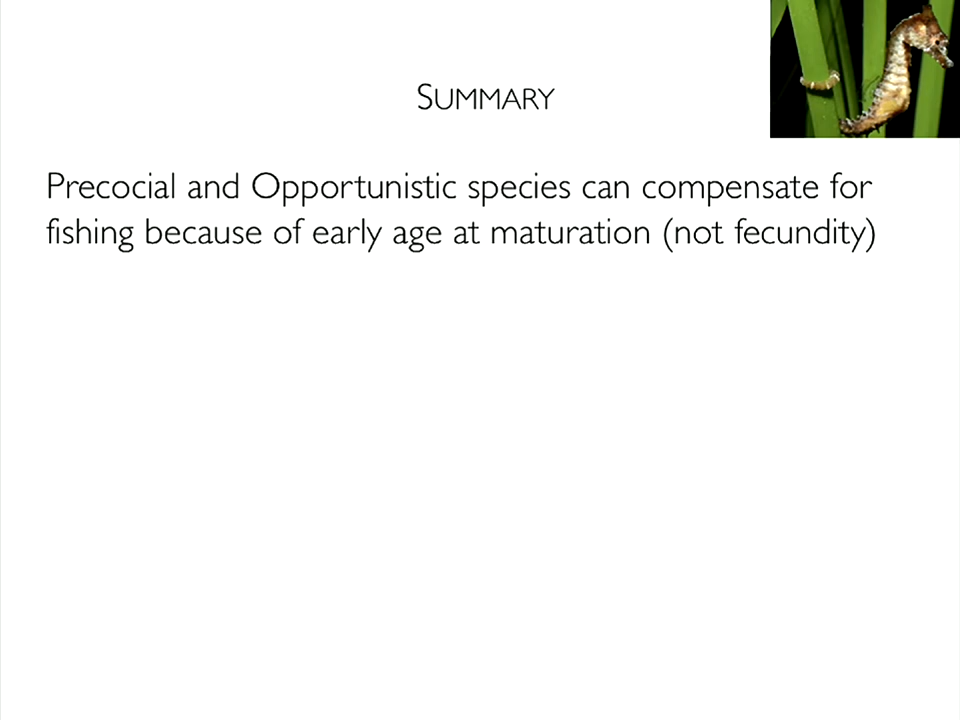 SUMMARY
Precocial and Opportunistic species can compensate for
fishing because of early age at maturation (not fecundity)